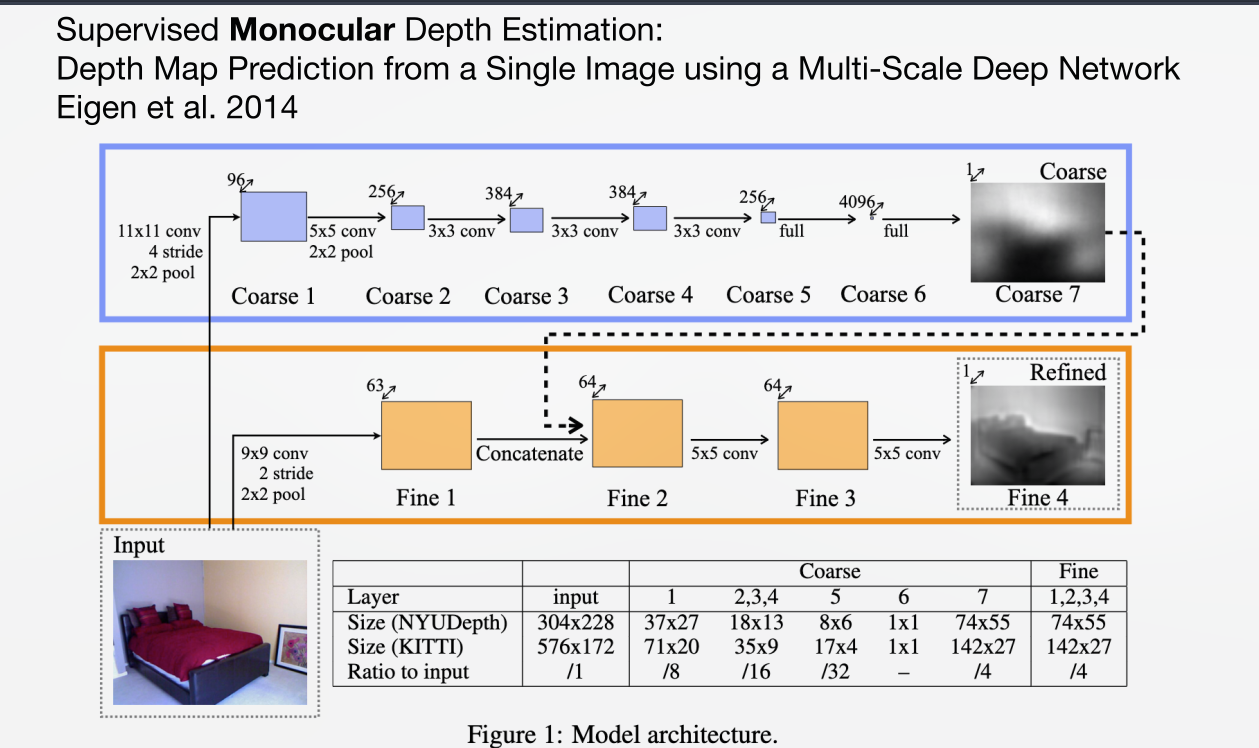 Supervised Monocular Depth Estimation:
Depth Map Prediction from a Single Image using a Multi-Scale Deep Network
Eigen et al. 2014
96
256
384
384
256
4096
1
Coarse
11x11 conv
4 stride
2x2 pool
5x5 conv
2x2 pool
3x3 conv
3x3 conv
3x3 conv
full
full
Coarse 1
Coarse 2
Coarse 3
Coarse 4
Coarse 5
Coarse 6
Coarse 7
63
64
64
1
Refined
9x9 conv
2 stride
2x2 pool
Concatenate
5x5 conv
5x5 conv
Fine 1
Fine 2
Fine 3
Fine 4
Input
Coarse Fine
Layer input 1 2,3,4 5 6 7 1,2,3,4
Size (NYUDepth) 304x228 37x27 18x13 8x6 1x1 74x55 74x55
Size (KITTI) 576x172 71x20 35x9 17x4 1x1 142x27 142x27
Ratio to input /1 /8 /16 /32 – /4 /4
Figure 1: Model architecture.